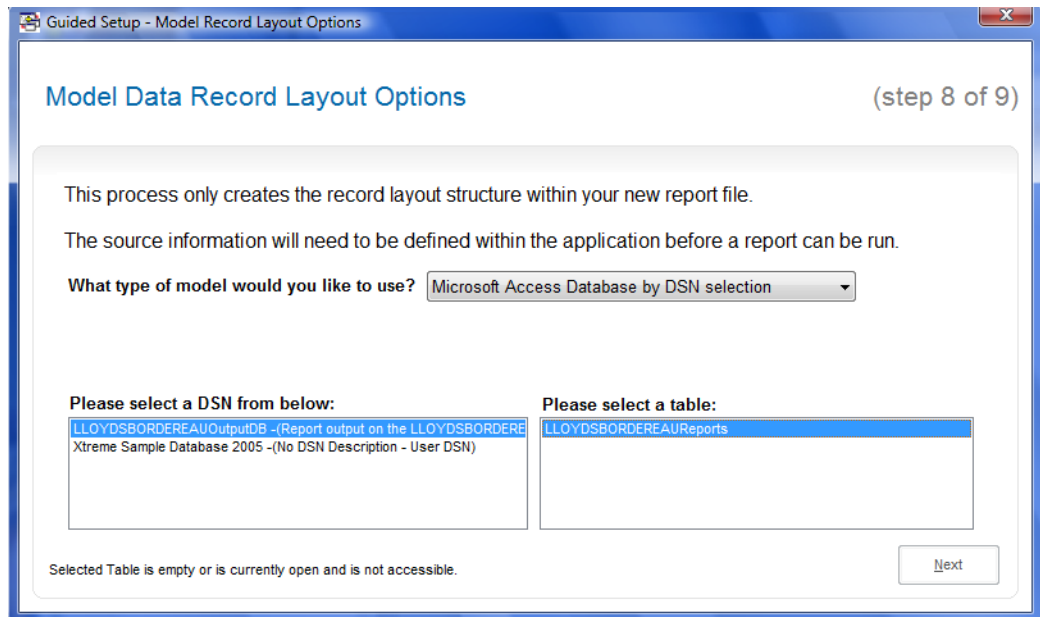 Guided Setup - Model Record Layout Options
Model Data Record Layout Options
(step 8 of 9)
This process only creates the record layout structure within your new report file.
The source information will need to be defined within the application before a report can be run.
What type of model would you like to use?
Microsoft Access Database by DSN selection
Please select a DSN from below:
LLOYDSBORDEREAUOutputDB -(Report output on the LLOYDSBORDERE
Xtreme Sample Database 2005 -(No DSN Description - User DSN)
Please select a table:
LLOYDSBORDEREAUReports
Selected Table is empty or is currently open and is not accessible.
Next